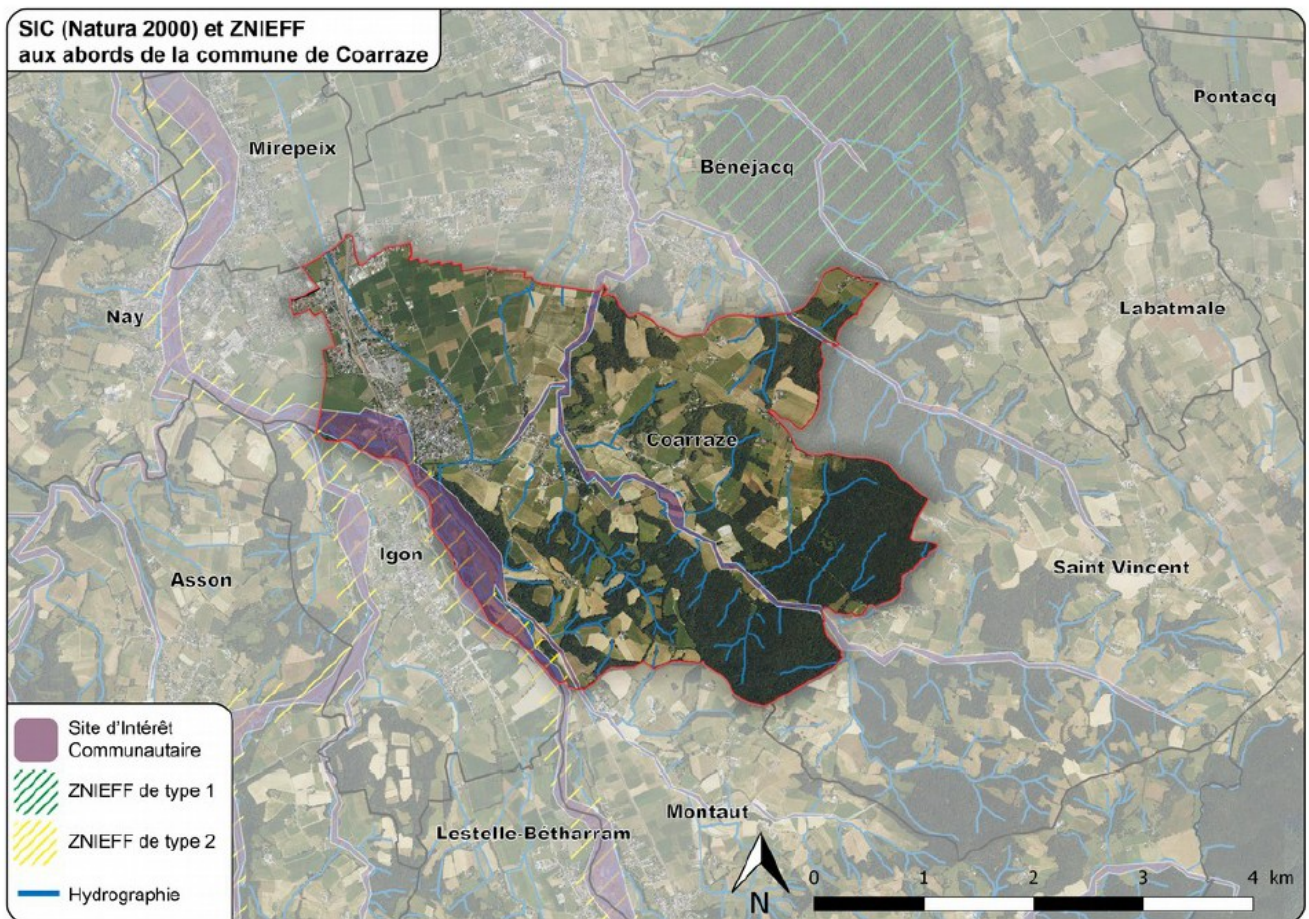 SIC (Natura 2000) et ZNIEFF
aux abords de la commune de Coarraze
Pontacq
Mirepeix
Bénéjacq
Labatmale
Nay
Coarraze
Igon
Saint Vincent
Asson
Site d'Intérêt
Communautaire
ZNIEFF de type 1
ZNIEFF de type 2
Hydrographie
Montaut
Lestelle-Bétharram
N
0 1 2 3 4 km